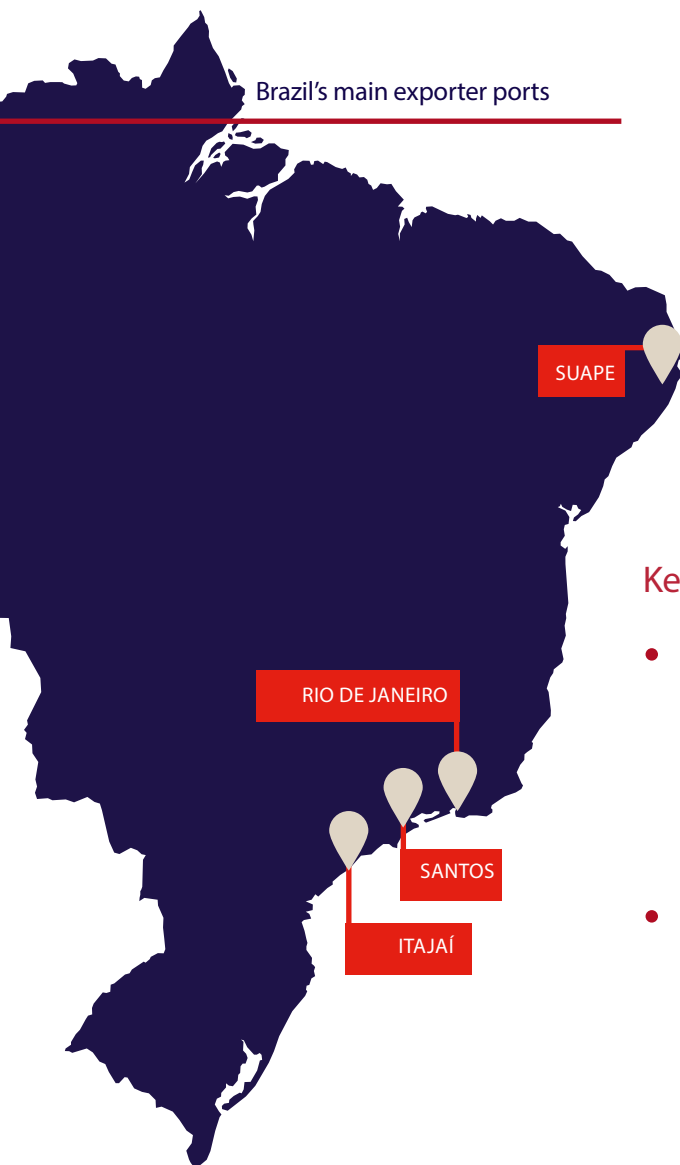 Brazil's main exporter ports
SUAPE
Ke
•
RIO DE JANEIRO
SANTOS
•
ITAJAÍ